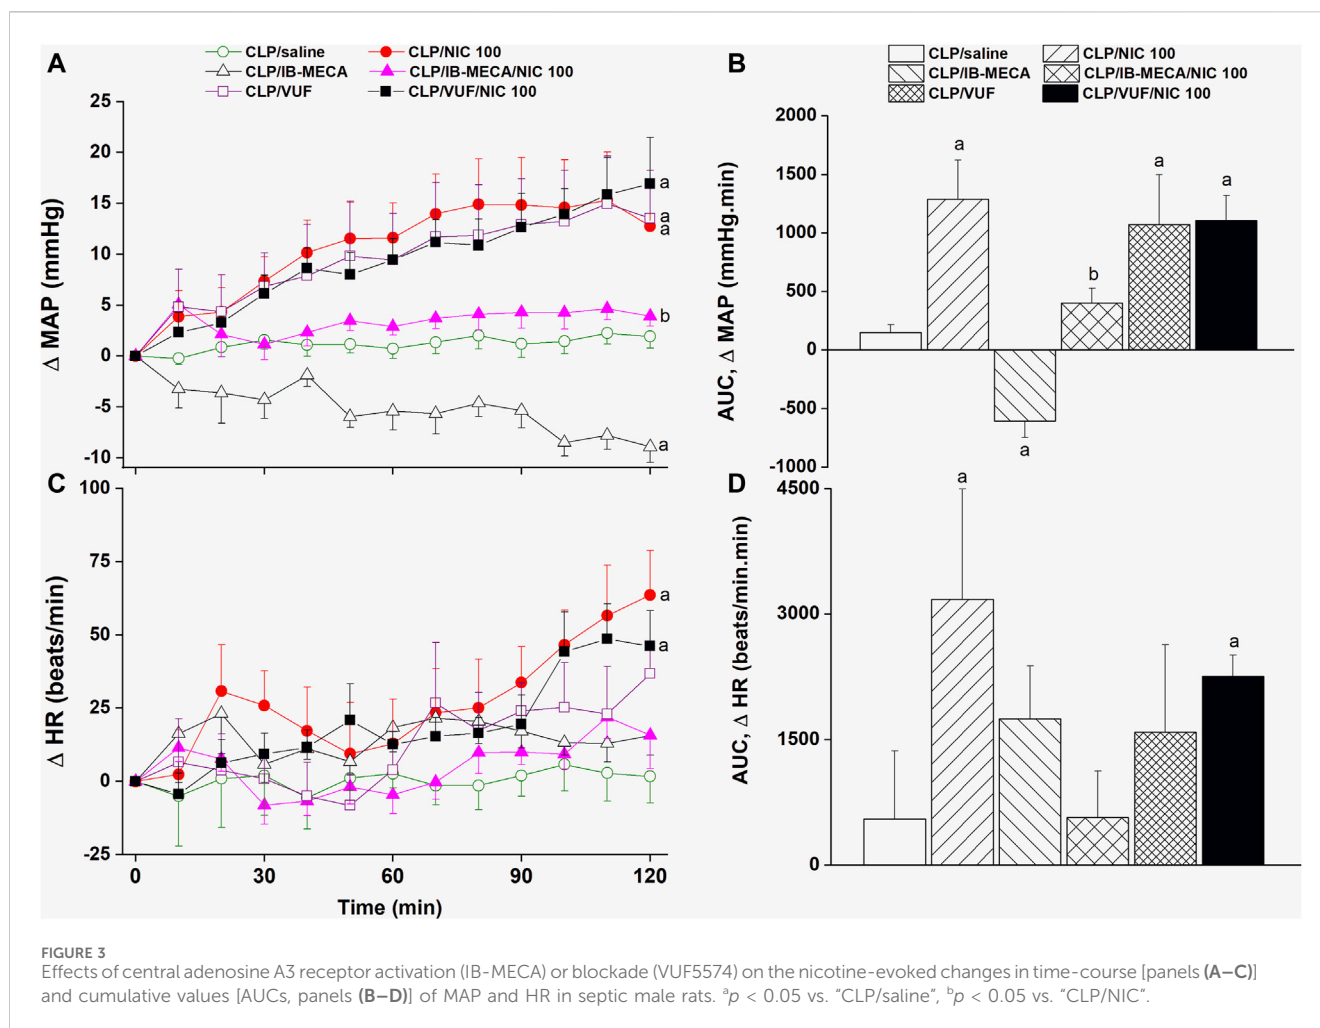 A
CLP/saline
CLP/NIC 100
CLP/IB-MECA
CLP/IB-MECA/NIC 100
CLP/VUF
CLP/VUF/NIC 100
25
20
15
10
5
0
-5
-10
Δ MAP (mmHg)
a
a
a
b
a
B
CLP/saline
CLP/NIC 100
CLP/IB-MECA
CLP/IB-MECA/NIC 100
CLP/VUF
CLP/VUF/NIC 100
2000
1500
1000
500
0
-500
-1000
AUC, Δ MAP (mmHg.min)
a
a
b
a
a
C
100
75
50
25
0
-25
Δ HR (beats/min)
a
a
0
30
60
90
120
Time (min)
D
4500
3000
1500
0
AUC, Δ HR (beats/min.min)
a
a
FIGURE 3
Effects of central adenosine A3 receptor activation (IB-MECA) or blockade (VUF5574) on the nicotine-evoked changes in time-course [panels (A–C)]
and cumulative values [AUCs, panels (B–D)] of MAP and HR in septic male rats. ᵃp < 0.05 vs. “CLP/saline”, ᵇp < 0.05 vs. “CLP/NIC”.